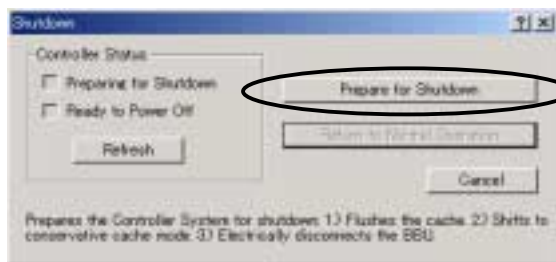 Shutdown
Controller Status
Preparing for Shutdown
Ready to Power Off
Refresh
Prepare for Shutdown
Return to Normal Operation
Cancel
Prepares the Controller System for shutdown: 1.) Flushes the cache. 2.) Shifts to
conservative cache mode. 3.) Electrically disconnects the BBU.